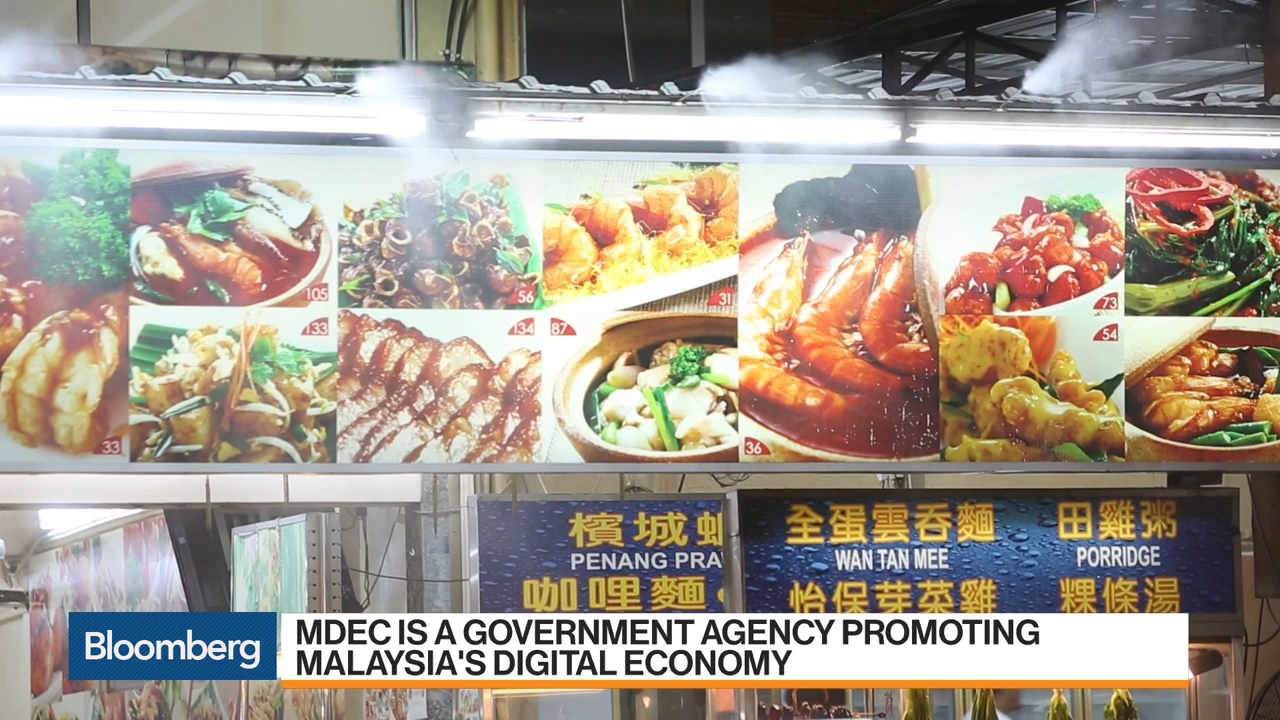 105
56
31
73
133
134
87
54
33
36
檳城
PENANG
咖哩麵
全蛋雲吞麵
WAN TAN MEE
怡保芽菜雞
田雞粥
PORRIDGE
粿條湯
Bloomberg
MDEC IS A GOVERNMENT AGENCY PROMOTING
MALAYSIA'S DIGITAL ECONOMY